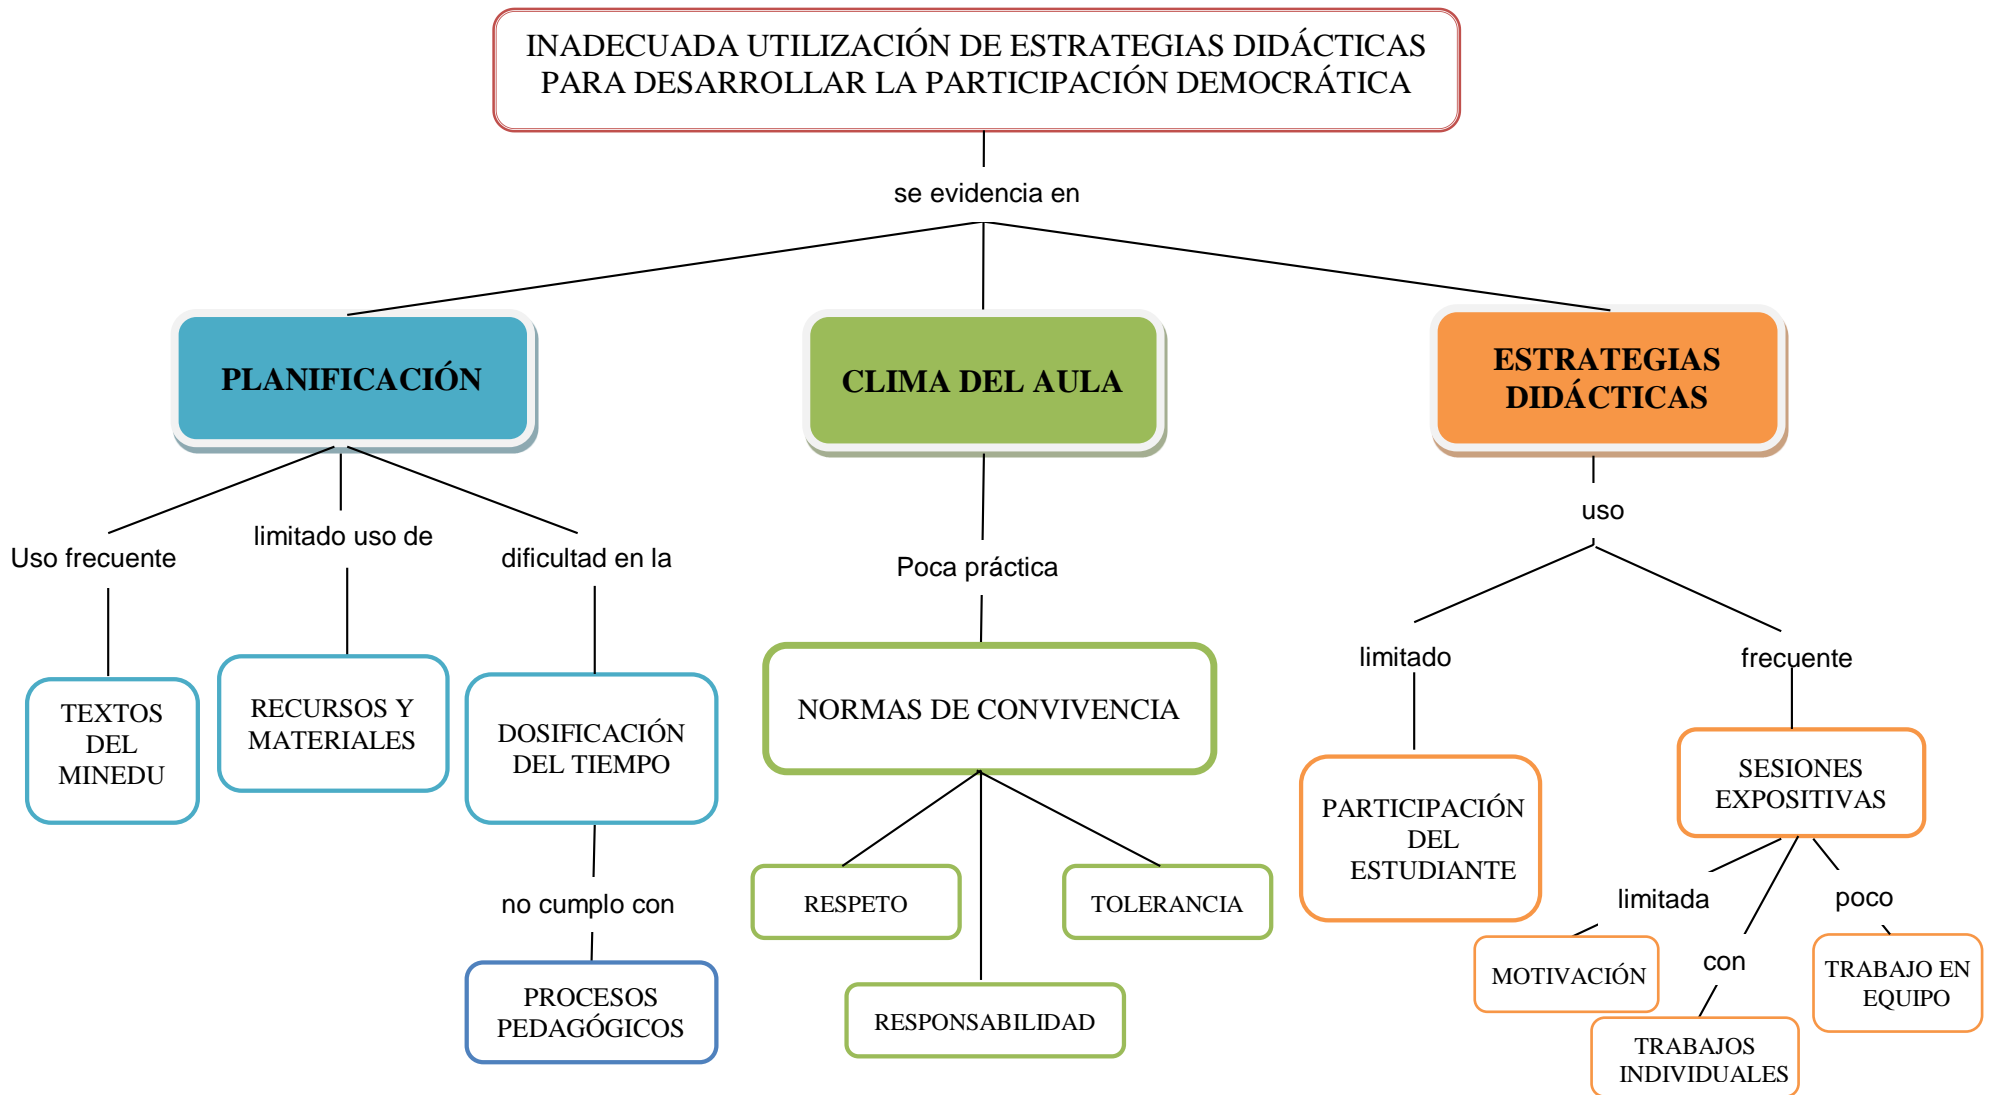 INADECUADA UTILIZACIÓN DE ESTRATEGIAS DIDÁCTICAS
PARA DESARROLLAR LA PARTICIPACIÓN DEMOCRÁTICA
se evidencia en
PLANIFICACIÓN
CLIMA DEL AULA
ESTRATEGIAS
DIDÁCTICAS
Uso frecuente
limitado uso de
dificultad en la
Poca práctica
uso
limitado
frecuente
TEXTOS
DEL
MINEDU
RECURSOS Y
MATERIALES
DOSIFICACIÓN
DEL TIEMPO
NORMAS DE CONVIVENCIA
PARTICIPACIÓN
DEL
ESTUDIANTE
SESIONES
EXPOSITIVAS
no cumplo con
PROCESOS
PEDAGÓGICOS
RESPETO
RESPONSABILIDAD
TOLERANCIA
limitada
con
poco
MOTIVACIÓN
TRABAJOS
INDIVIDUALES
TRABAJO EN
EQUIPO